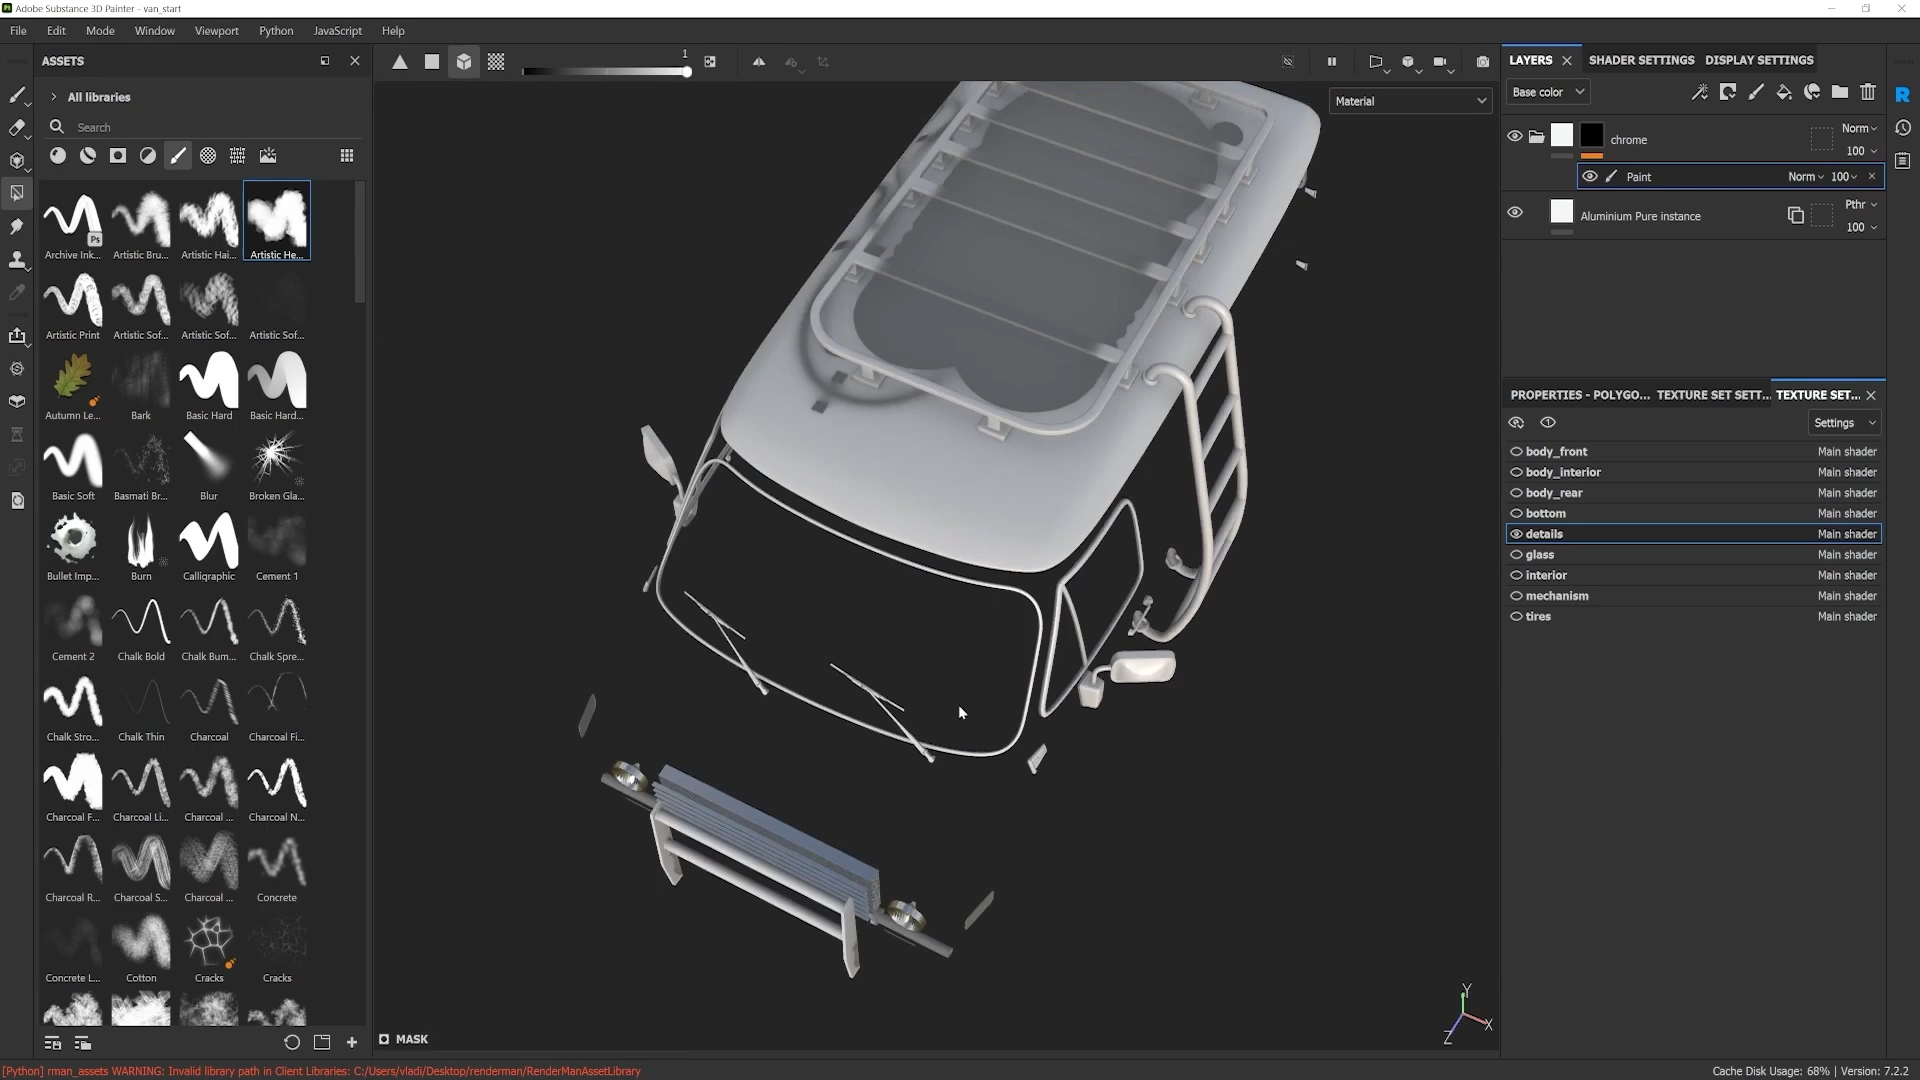 Adobe Substance 3D Painter - van_start
File Edit Mode Window Viewport Python JavaScript Help
ASSETS
All libraries
Search
Archive Ink... Artistic Bru... Artistic Hai... Artistic He...
Ps
Artistic Print Artistic Sof... Artistic Sof... Artistic Sof...
Autumn Le... Bark Basic Hard Basic Hard...
Basic Soft Basmati Br... Blur Broken Gla...
Bullet Imp... Burn Calligraphic Cement 1
Cement 2 Chalk Bold Chalk Bum... Chalk Spre...
Chalk Stro... Chalk Thin Charcoal Charcoal Fi...
Charcoal F... Charcoal Li... Charcoal ... Charcoal N...
Charcoal R... Charcoal S... Charcoal ... Concrete
Concrete L... Cotton Cracks Cracks
1
Material
MASK
Y
X
Z
LAYERS SHADER SETTINGS DISPLAY SETTINGS
Base color
chrome Norm
100
Paint Norm 100
Aluminium Pure instance Pthr
100
PROPERTIES - POLYGO... TEXTURE SET SETT... TEXTURE SET...
Settings
body_front Main shader
body_interior Main shader
body_rear Main shader
bottom Main shader
details Main shader
glass Main shader
interior Main shader
mechanism Main shader
tires Main shader
R
[Python] rman_assets WARNING: Invalid library path in Client Libraries: C:/Users/vladi/Desktop/renderman/RenderManAssetLibrary
Cache Disk Usage: 68% | Version: 7.2.2